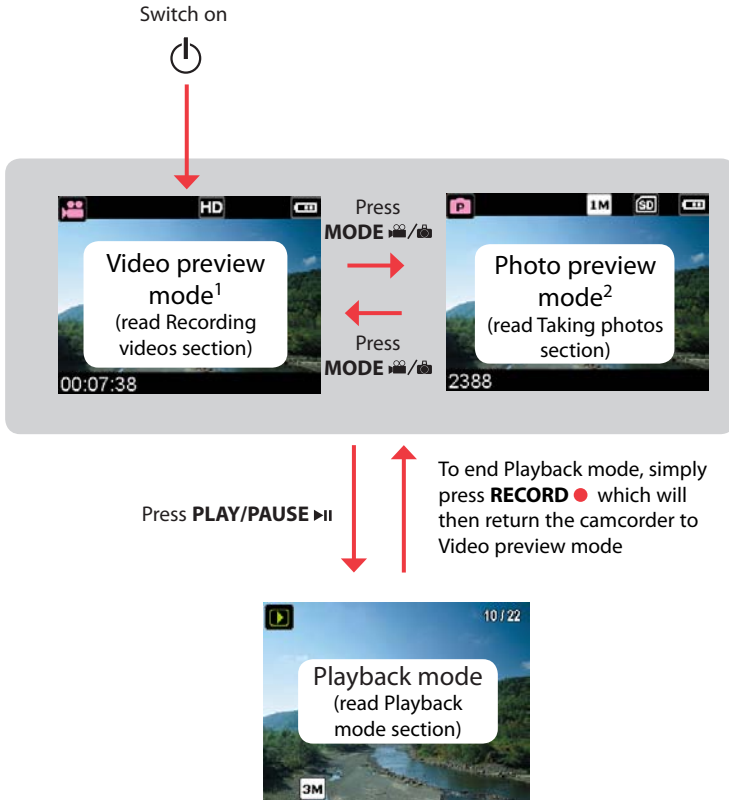 Switch on
HD
Press
MODE /
Video preview
mode1
(read Recording
videos section)
00:07:38
Press
MODE /
P
1M
SD
Photo preview
mode2
(read Taking photos
section)
2388
Press PLAY/PAUSE
To end Playback mode, simply
press RECORD which will
then return the camcorder to
Video preview mode
10 / 22
Playback mode
(read Playback
mode section)
3M